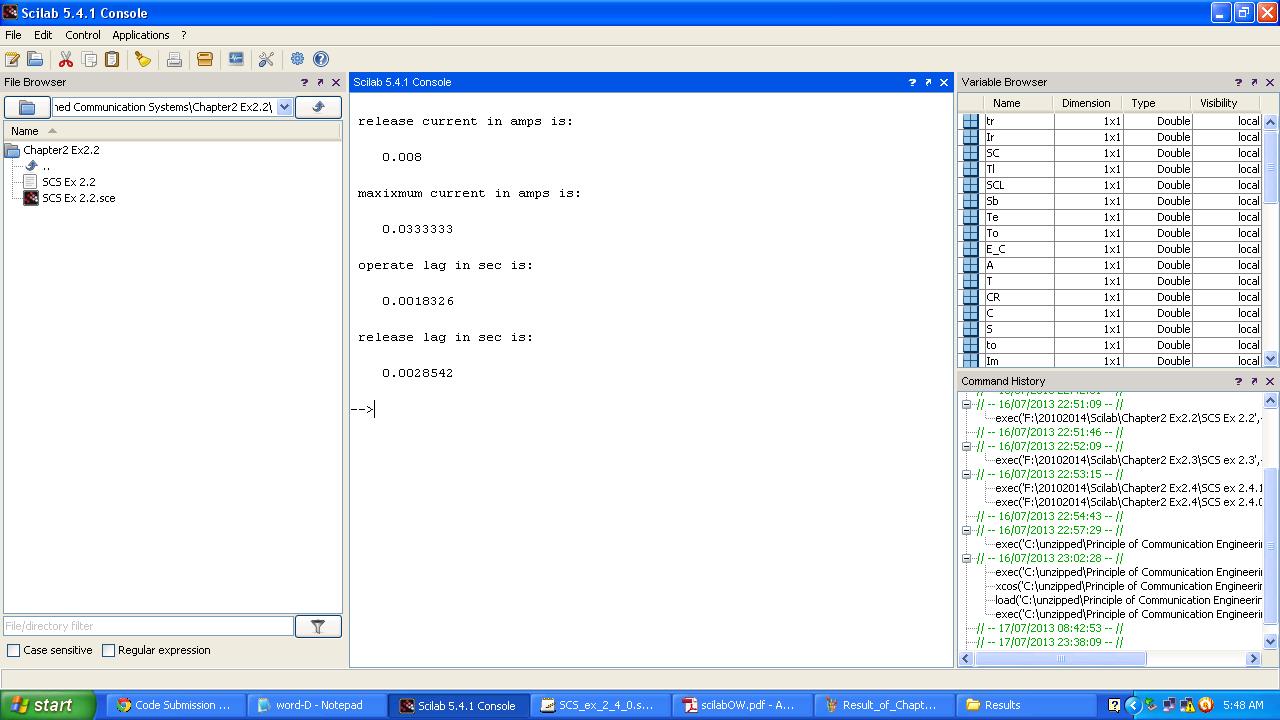 Scilab 5.4.1 Console
File Edit Control Applications ?
File Browser
ned Communication Systems\Chapter2 Ex2.2\
Name
Chapter2 Ex2.2
..
SCS Ex 2.2
SCS Ex 2.2.sce
File/directory filter
Case sensitive Regular expression
Scilab 5.4.1 Console
release current in amps is:
0.008
maxixmum current in amps is:
0.0333333
operate lag in sec is:
0.0018326
release lag in sec is:
0.0028542
-->
Variable Browser
Name Dimension Type Visibility
tr 1x1 Double local
Ir 1x1 Double local
SC 1x1 Double local
Tl 1x1 Double local
SCL 1x1 Double local
Sb 1x1 Double local
Te 1x1 Double local
To 1x1 Double local
E_C 1x1 Double local
A 1x1 Double local
T 1x1 Double local
CR 1x1 Double local
C 1x1 Double local
S 1x1 Double local
to 1x1 Double local
Im 1x1 Double local
Command History
// -- 16/07/2013 22:51:09 -- //
exec('F:\20102014\Scilab\Chapter2 Ex2.2\SCS Ex 2.2',
// -- 16/07/2013 22:51:46 -- //
// -- 16/07/2013 22:52:09 -- //
exec('F:\20102014\Scilab\Chapter2 Ex2.3\SCS ex 2.3',
// -- 16/07/2013 22:53:15 -- //
exec('F:\20102014\Scilab\Chapter2 Ex2.4\SCS ex 2.4.1
exec('F:\20102014\Scilab\Chapter2 Ex2.4\SCS ex 2.4.0
// -- 16/07/2013 22:54:43 -- //
// -- 16/07/2013 22:57:29 -- //
exec('C:\unzipped\Principle of Communication Engineeri
// -- 16/07/2013 23:02:28 -- //
exec('C:\unzipped\Principle of Communication Engineeri
xcos('C:\unzipped\Principle of Communication Engineeri
load('C:\unzipped\Principle of Communication Engineeri
exec('C:\unzipped\Principle of Communication Engineeri
// -- 17/07/2013 08:42:53 -- //
// -- 17/07/2013 23:38:09 -- //
start Code Submission ... word-D - Notepad Scilab 5.4.1 Console SCS_ex_2_4_0.s... scilabOW.pdf - A... Result_of_Chapt... Results 5:48 AM